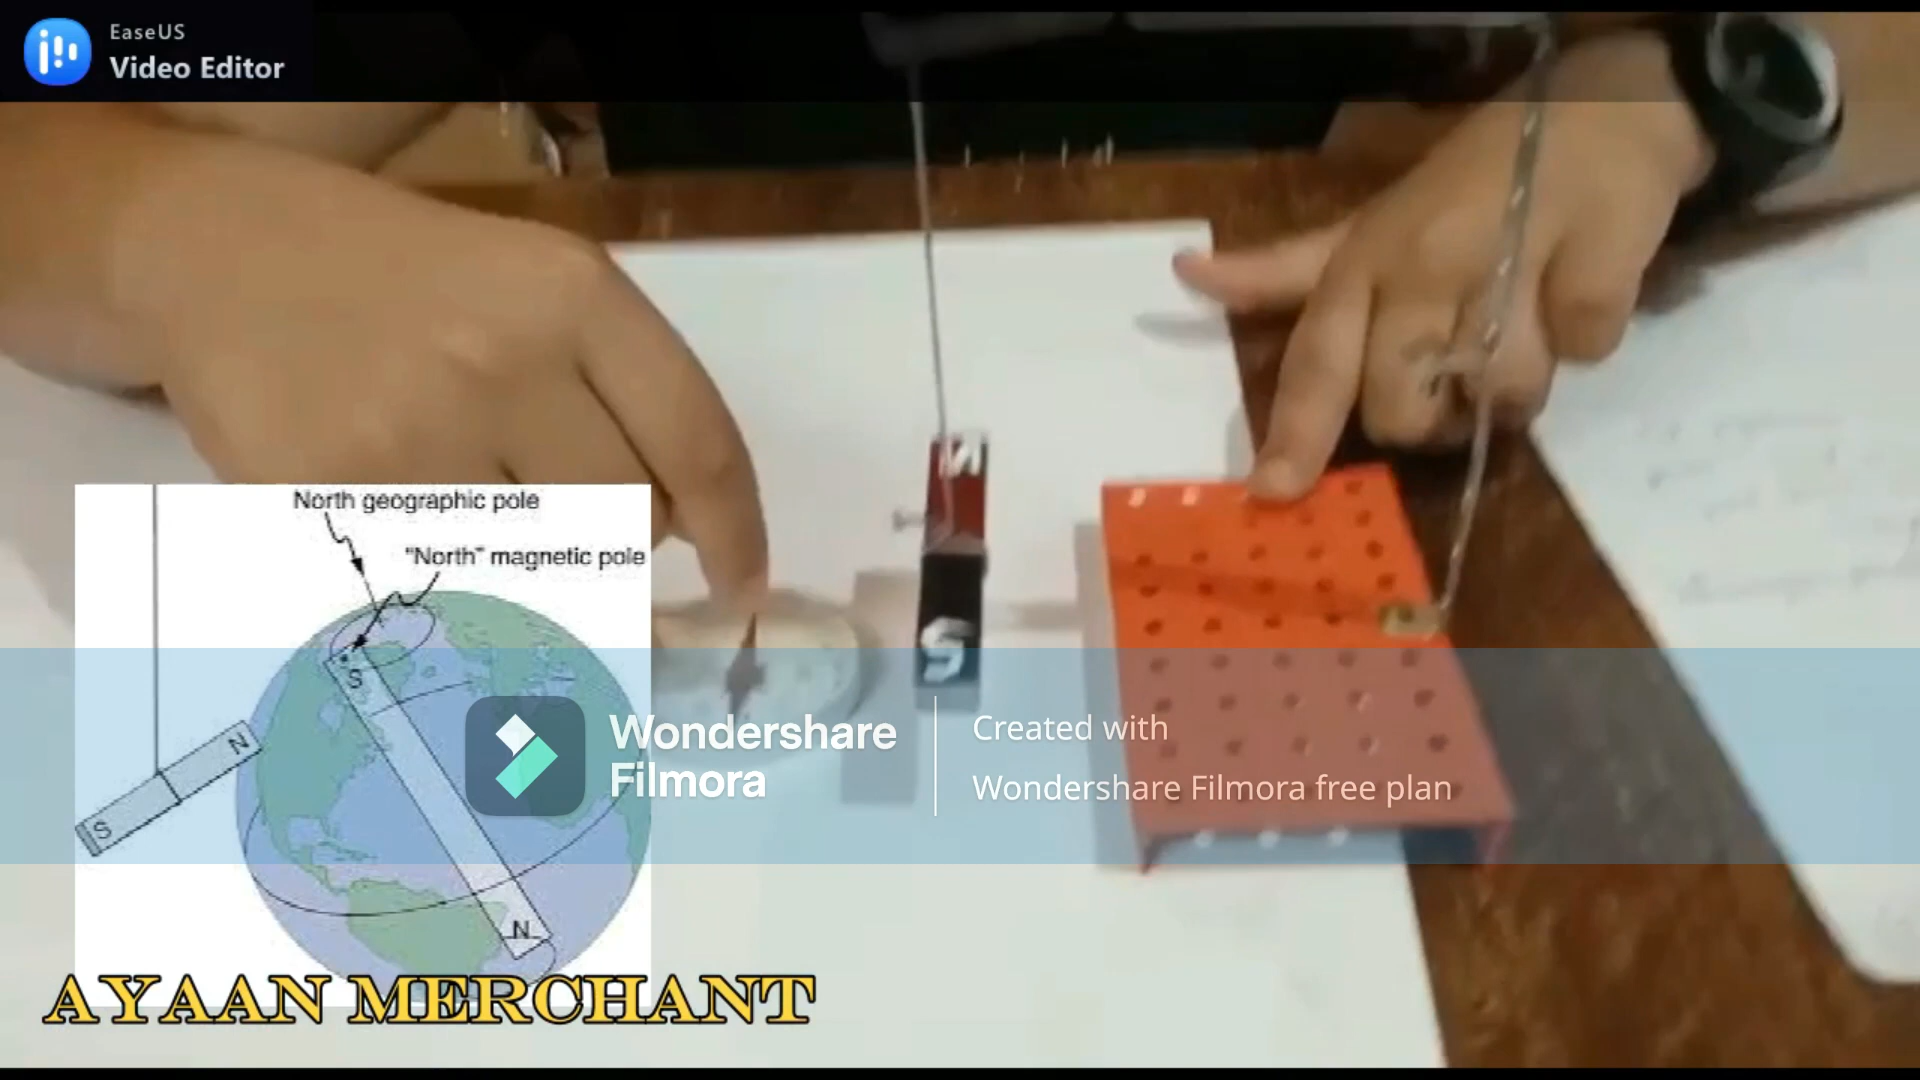 EaseUS
Video Editor
North geographic pole
"North" magnetic pole
N
S
S
N
S
N
Wondershare
Filmora
Created with
Wondershare Filmora free plan
AYAAN MERCHANT